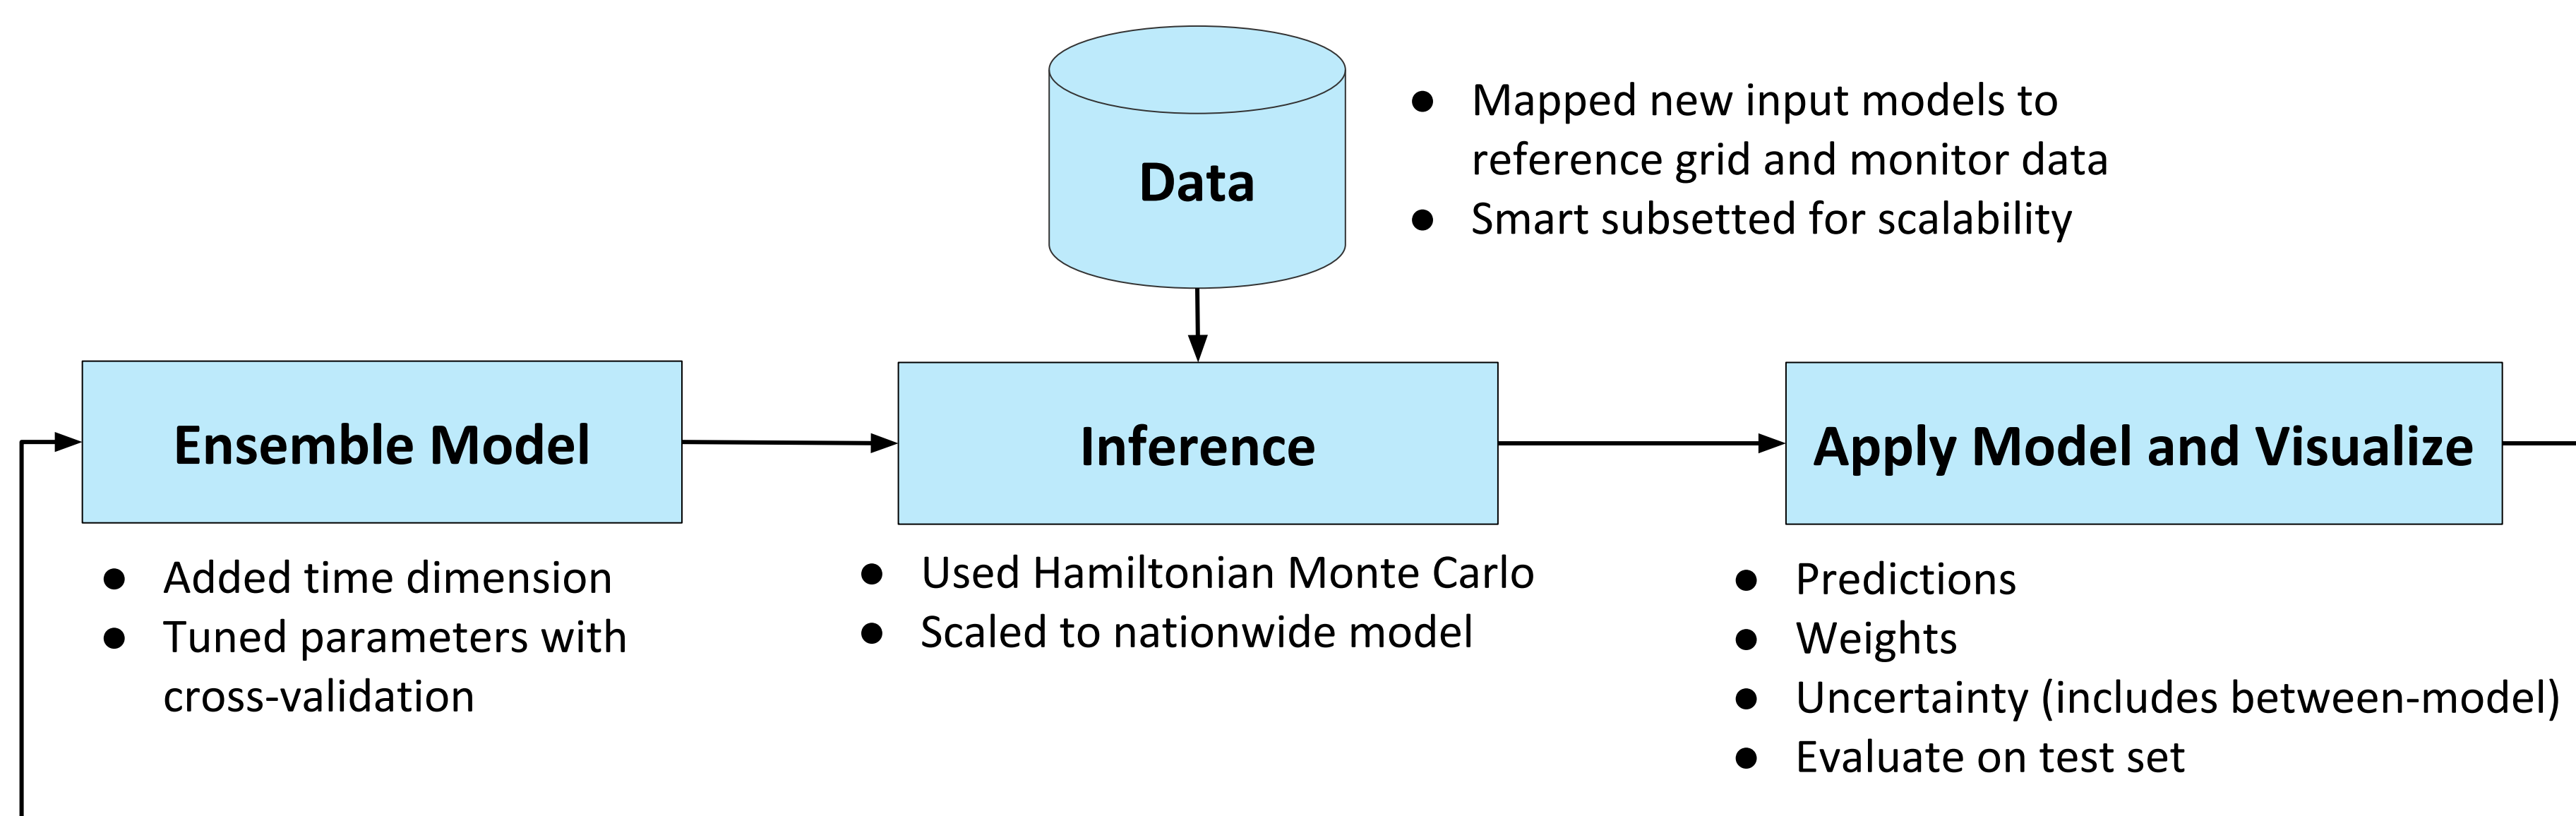 Data
● Mapped new input models to
reference grid and monitor data
● Smart subsetted for scalability
Ensemble Model
Inference
Apply Model and Visualize
● Added time dimension
● Tuned parameters with
cross-validation
● Used Hamiltonian Monte Carlo
● Scaled to nationwide model
● Predictions
● Weights
● Uncertainty (includes between-model)
● Evaluate on test set